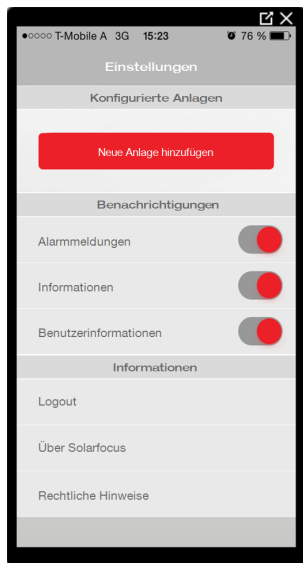 ●○○○○ T-Mobile A 3G 15:23 76 %
Einstellungen
Konfigurierte Anlagen
Neue Anlage hinzufügen
Benachrichtigungen
Alarmmeldungen
Informationen
Benutzerinformationen
Informationen
Logout
Über Solarfocus
Rechtliche Hinweise